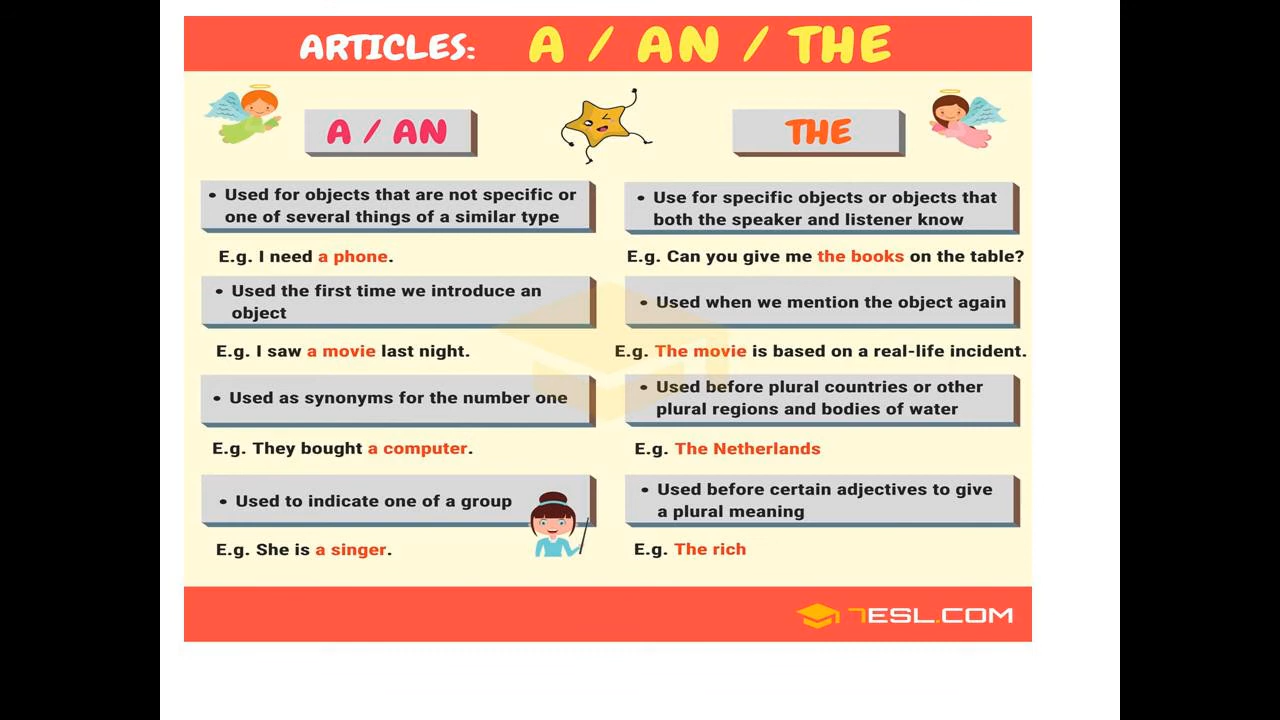 ARTICLES: A / AN / THE
A / AN
THE
• Used for objects that are not specific or
one of several things of a similar type
E.g. I need a phone.
• Used the first time we introduce an
object
E.g. I saw a movie last night.
• Used as synonyms for the number one
E.g. They bought a computer.
• Used to indicate one of a group
E.g. She is a singer.
• Use for specific objects or objects that
both the speaker and listener know
E.g. Can you give me the books on the table?
• Used when we mention the object again
E.g. The movie is based on a real-life incident.
• Used before plural countries or other
plural regions and bodies of water
E.g. The Netherlands
• Used before certain adjectives to give
a plural meaning
E.g. The rich
7ESL.COM